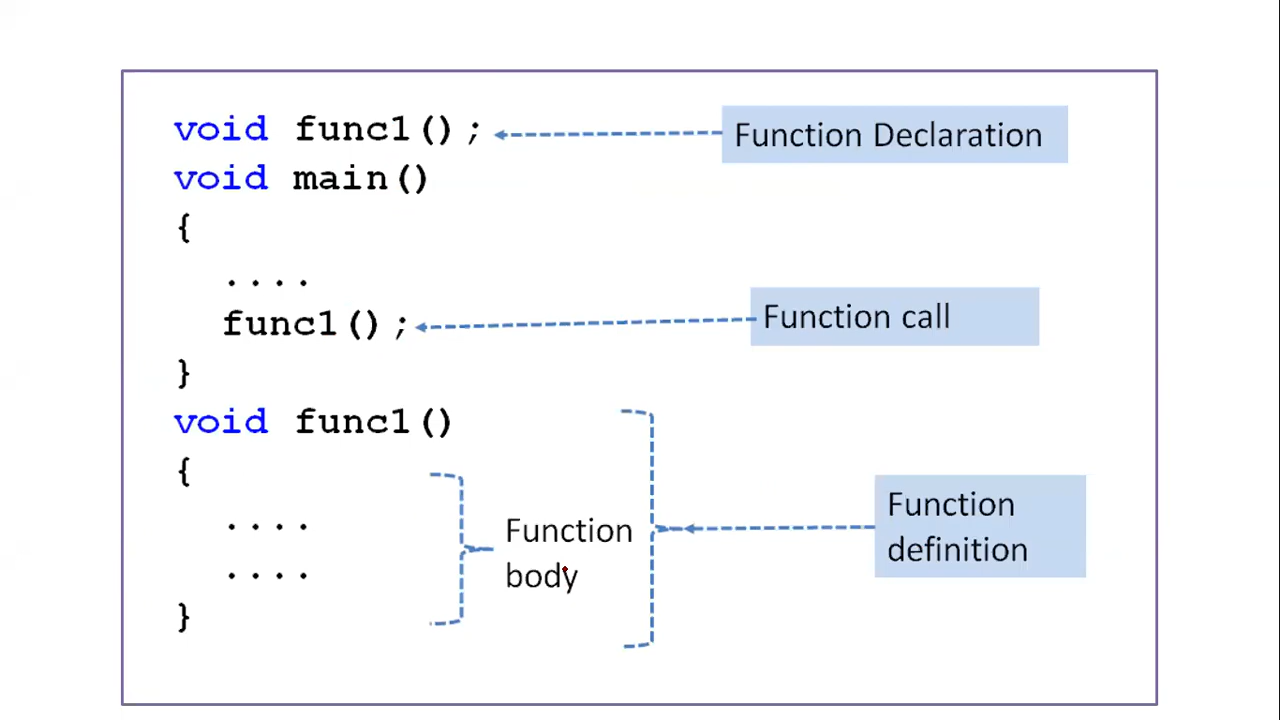 void func1();
Function Declaration
void main()
{
....
func1();
Function call
}
void func1()
{
....
....
}
Function
body
Function
definition